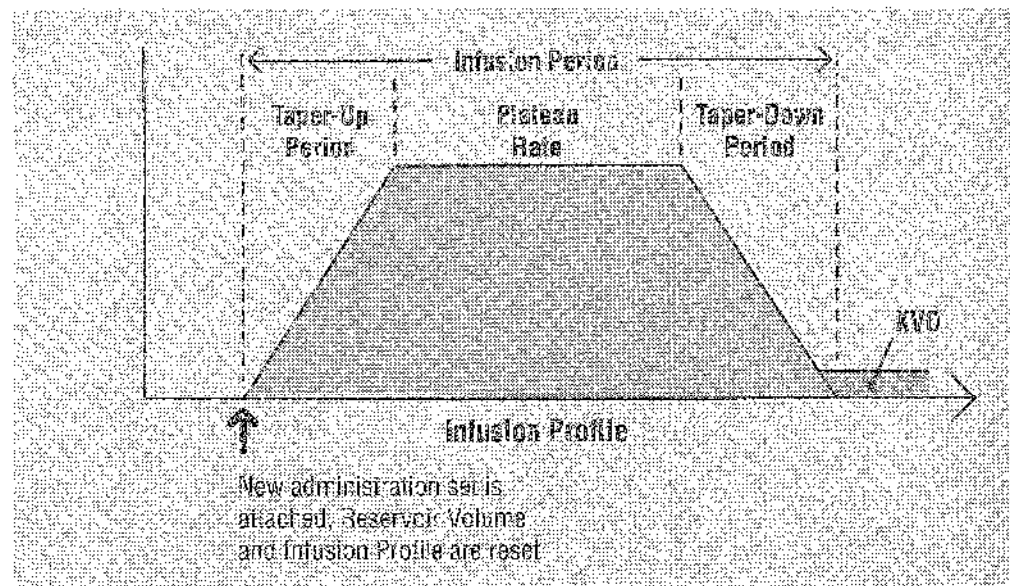 Infusion Period
Taper-Up
Period
Plateau
Rate
Taper-Down
Period
KVO
Infusion Profile
New administration set is
attached, Reservoir Volume
and Infusion Profile are reset